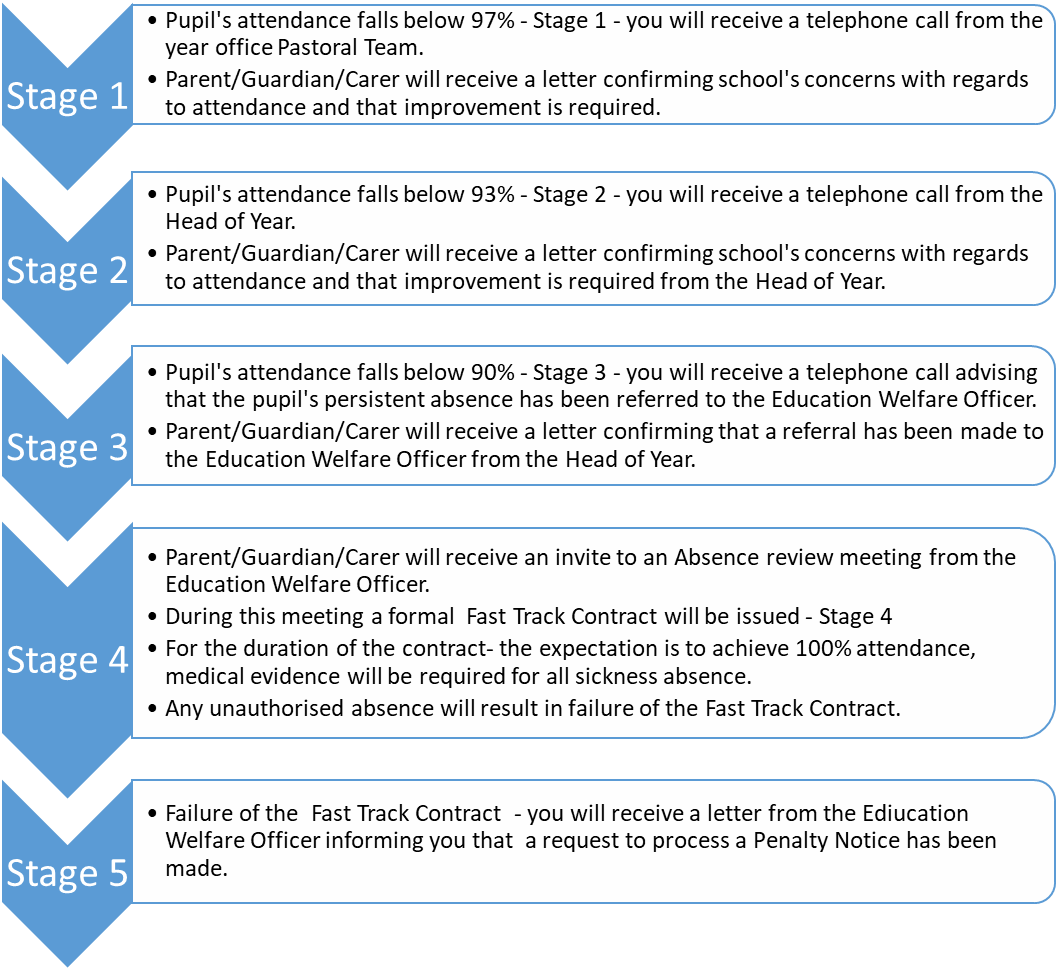 Stage 1
• Pupil's attendance falls below 97% - Stage 1 - you will receive a telephone call from the
year office Pastoral Team.
• Parent/Guardian/Carer will receive a letter confirming school's concerns with regards
to attendance and that improvement is required.
Stage 2
• Pupil's attendance falls below 93% - Stage 2 - you will receive a telephone call from the
Head of Year.
• Parent/Guardian/Carer will receive a letter confirming school's concerns with regards
to attendance and that improvement is required from the Head of Year.
Stage 3
• Pupil's attendance falls below 90% - Stage 3 - you will receive a telephone call advising
that the pupil's persistent absence has been referred to the Education Welfare Officer.
• Parent/Guardian/Carer will receive a letter confirming that a referral has been made to
the Education Welfare Officer from the Head of Year.
Stage 4
• Parent/Guardian/Carer will receive an invite to an Absence review meeting from the
Education Welfare Officer.
• During this meeting a formal  Fast Track Contract will be issued - Stage 4
• For the duration of the contract- the expectation is to achieve 100% attendance,
medical evidence will be required for all sickness absence.
• Any unauthorised absence will result in failure of the Fast Track Contract.
Stage 5
• Failure of the  Fast Track Contract  - you will receive a letter from the Ediucation
Welfare Officer informing you that  a request to process a Penalty Notice has been
made.